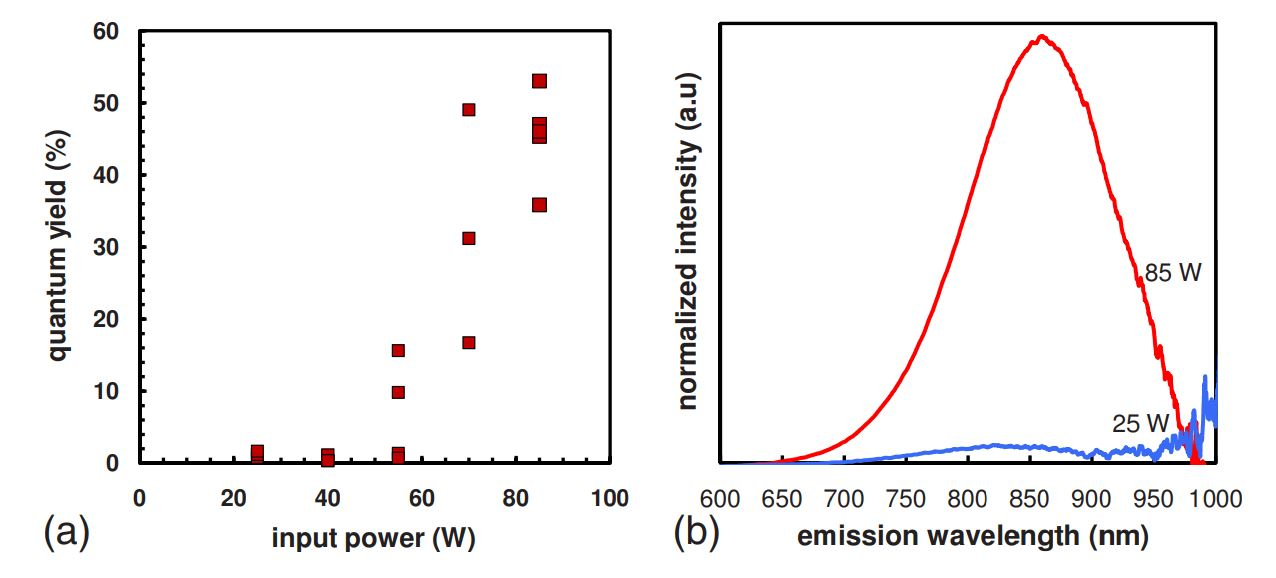 60
50
40
30
20
10
0
quantum yield (%)
0 20 40 60 80 100
input power (W)
(a)
normalized intensity (a.u)
85 W
25 W
600 650 700 750 800 850 900 950 1000
emission wavelength (nm)
(b)